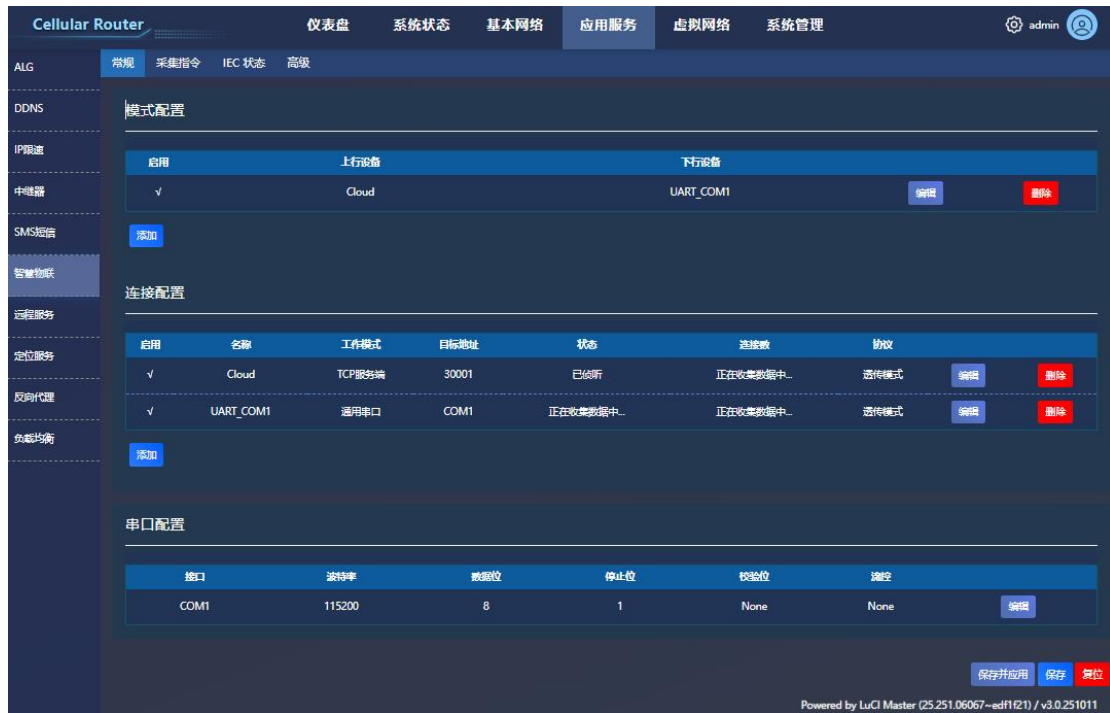 Cellular Router 仪表盘 系统状态 基本网络 应用服务 虚拟网络 系统管理 admin
ALG
DDNS
IP限速
中继器
SMS短信
智慧物联
远程服务
定位服务
反向代理
负载均衡
常规 采集指令 IEC 状态 高级
模式配置
启用 上行设备 下行设备
√ Cloud UART_COM1 编辑 删除
添加
连接配置
启用 名称 工作模式 目标地址 状态 连接数 协议
√ Cloud TCP服务端 30001 已侦听 正在收集数据中... 透传模式 编辑 删除
√ UART_COM1 通用串口 COM1 正在收集数据中... 正在收集数据中... 透传模式 编辑 删除
添加
串口配置
接口 波特率 数据位 停止位 校验位 流控
COM1 115200 8 1 None None 编辑
保存并应用 保存 复位
Powered by LuCI Master (25.251.06067~edf1f21) / v3.0.251011